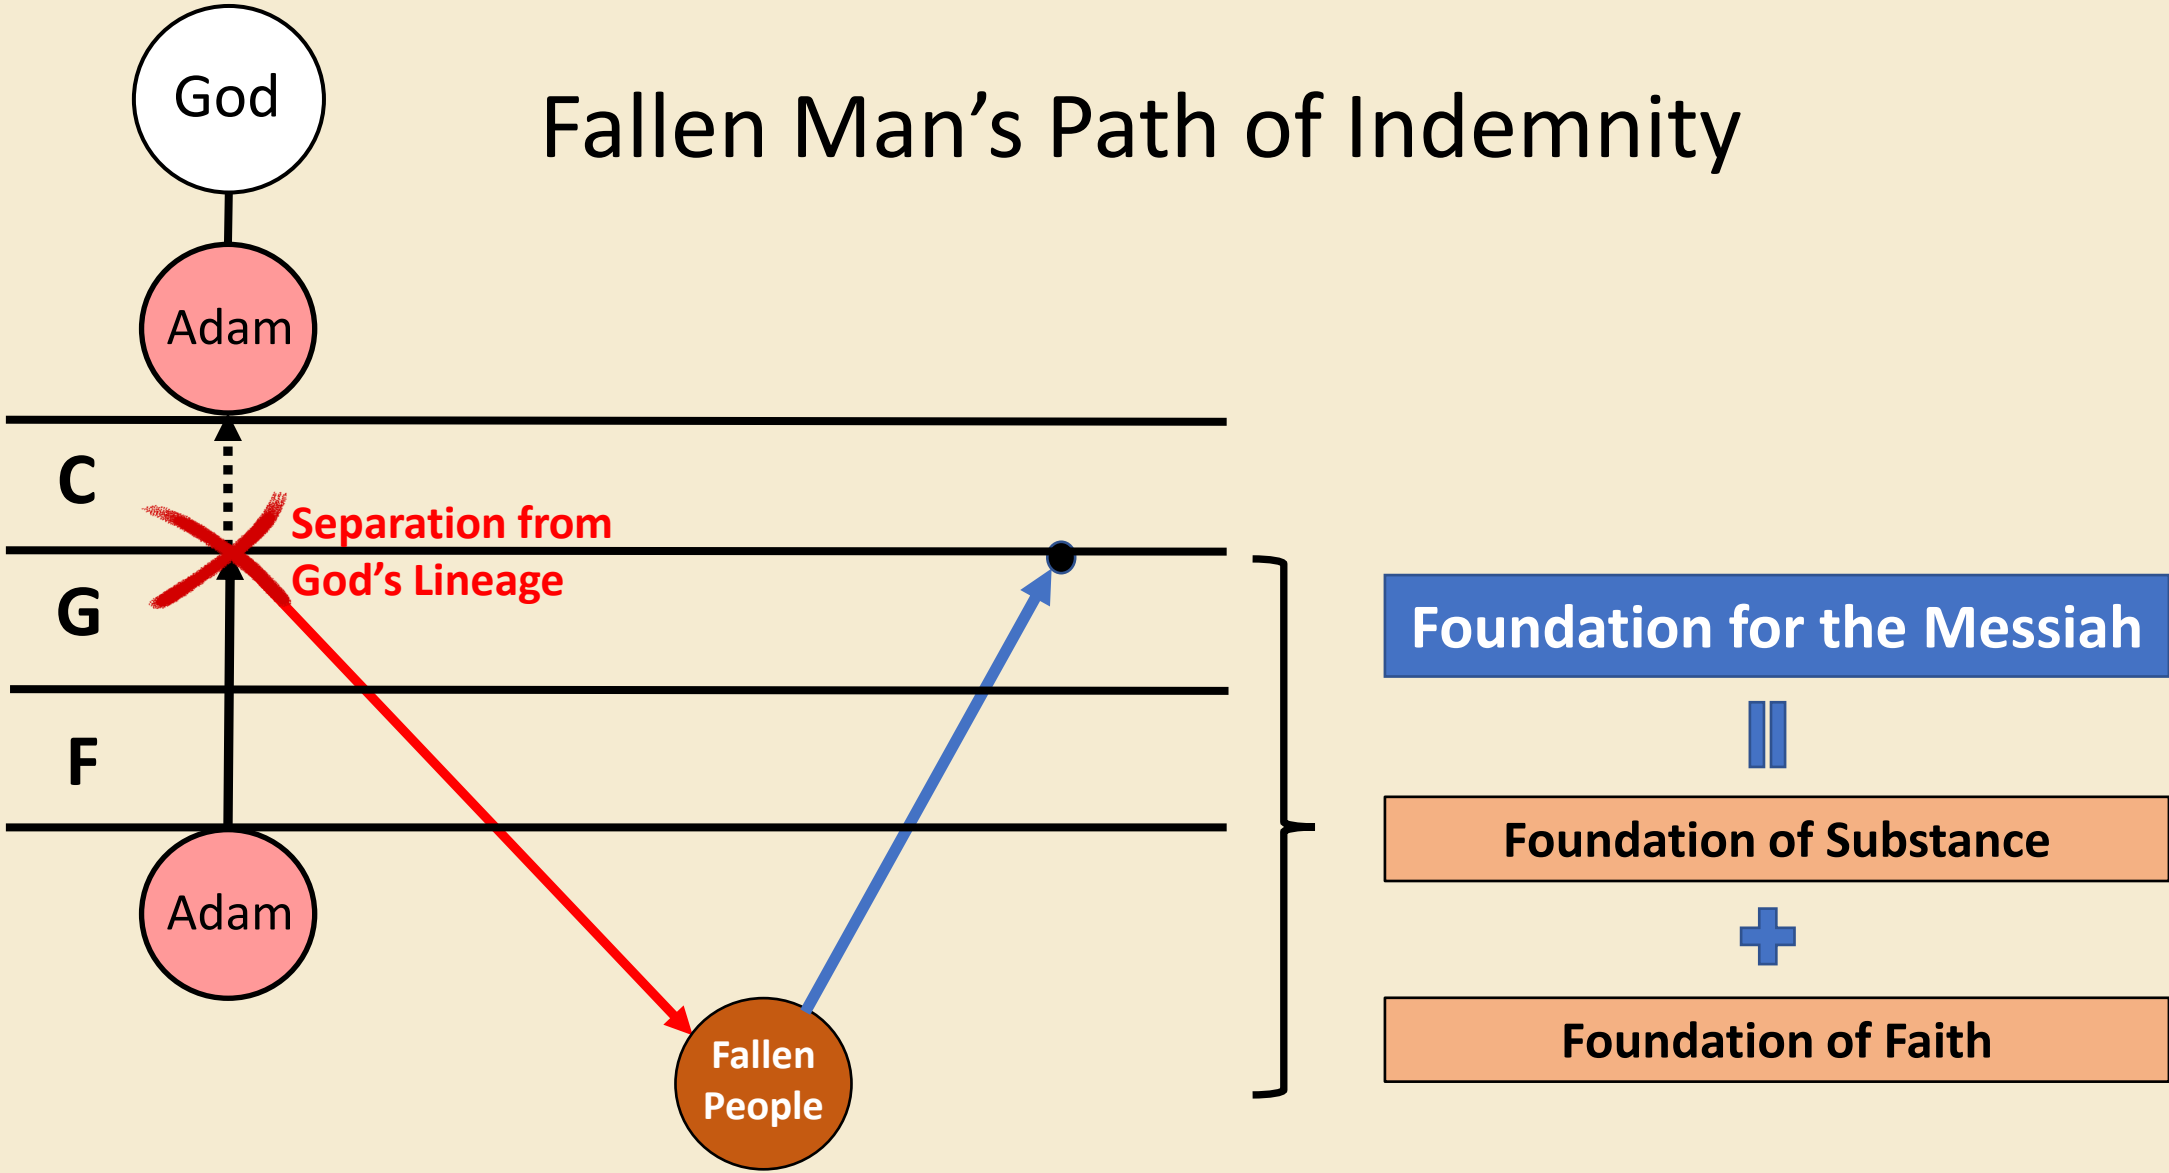 God
Fallen Man’s Path of Indemnity
Adam
C
Separation from
God’s Lineage
G
F
Adam
Fallen
People
Foundation for the Messiah
Foundation of Substance
Foundation of Faith